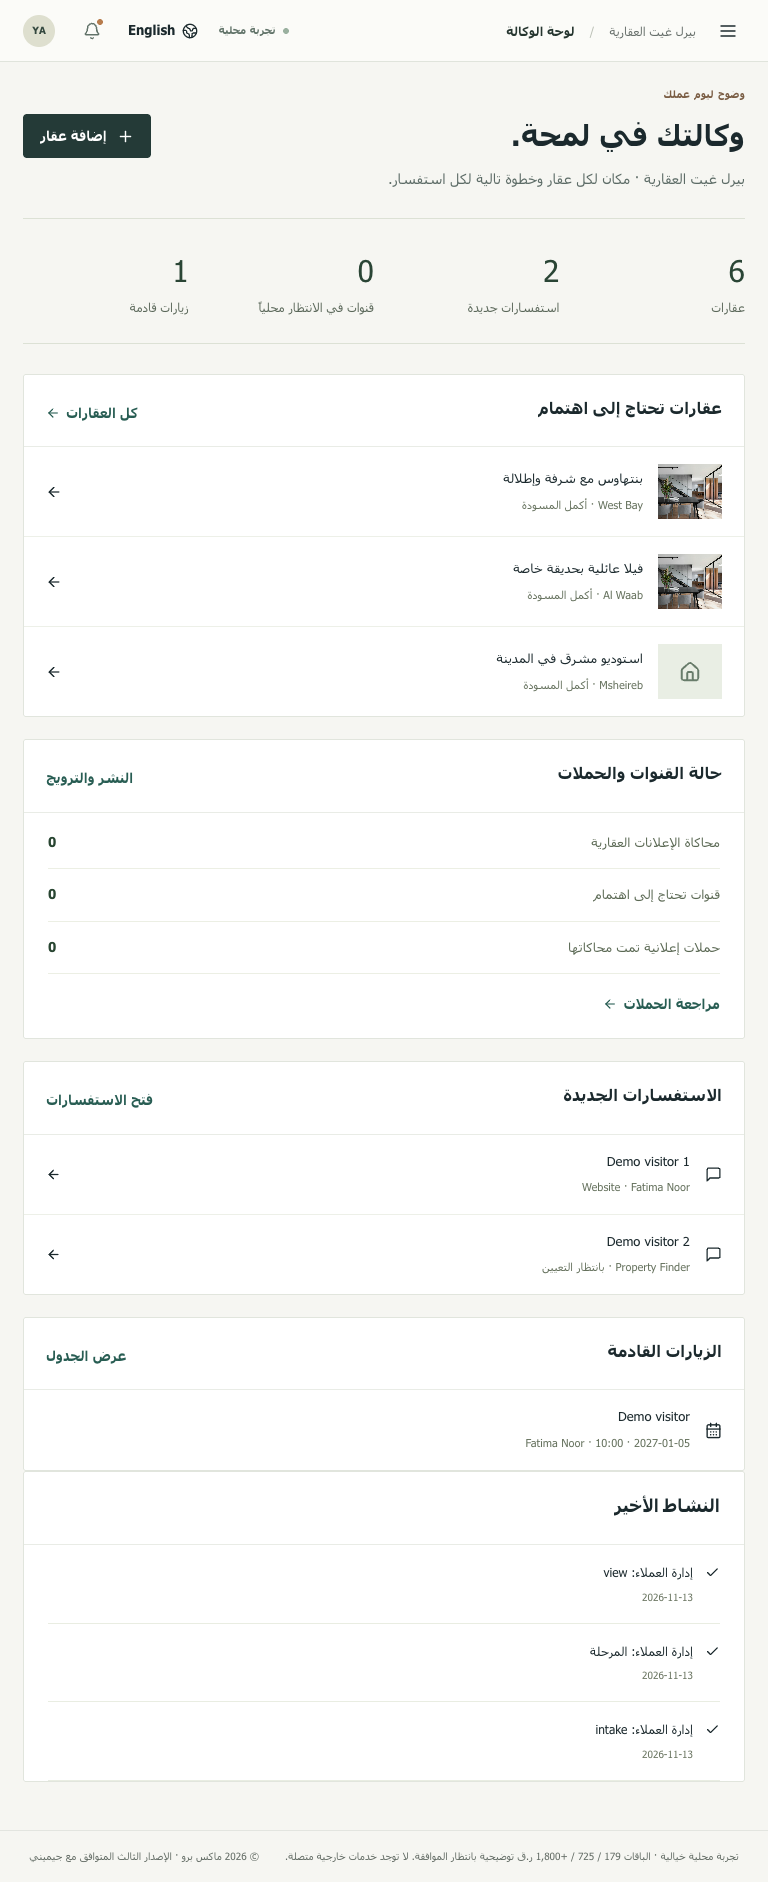 بيرل غيت العقارية / لوحة الوكالة
تجربة محلية
English
YA
وضوح ليوم عملك
وكالتك في لمحة.
إضافة عقار
بيرل غيت العقارية · مكان لكل عقار وخطوة تالية لكل استفسار.
6
عقارات
2
استفسارات جديدة
0
قنوات في الانتظار محلياً
1
زيارات قادمة
عقارات تحتاج إلى اهتمام
كل العقارات
بنتهاوس مع شرفة وإطلالة
West Bay · أكمل المسودة
فيلا عائلية بحديقة خاصة
Al Waab · أكمل المسودة
استوديو مشرق في المدينة
Msheireb · أكمل المسودة
حالة القنوات والحملات
النشر والترويج
محاكاة الإعلانات العقارية 0
قنوات تحتاج إلى اهتمام 0
حملات إعلانية تمت محاكاتها 0
مراجعة الحملات
الاستفسارات الجديدة
فتح الاستفسارات
Demo visitor 1
Website · Fatima Noor
Demo visitor 2
Property Finder · بانتظار التعيين
الزيارات القادمة
عرض الجدول
Demo visitor
Fatima Noor · 10:00 · 2027-01-05
النشاط الأخير
إدارة العملاء: view
2026-11-13
إدارة العملاء: المرحلة
2026-11-13
إدارة العملاء: intake
2026-11-13
تجربة محلية خيالية · الباقات 179 / 725 / +1,800 ر.ق توضيحية بانتظار الموافقة. لا توجد خدمات خارجية متصلة.
© 2026 ماكس برو · الإصدار الثالث المتوافق مع جيميني